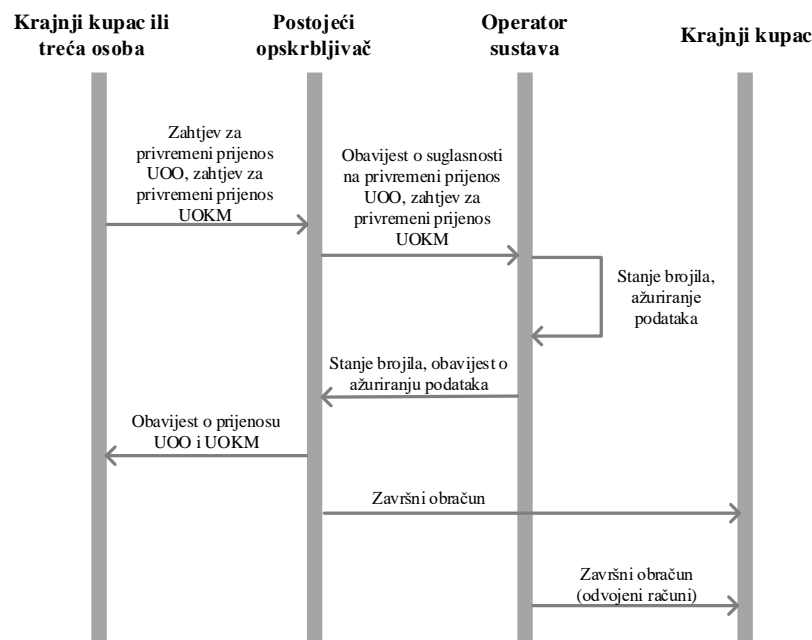 Krajnji kupac ili
treća osoba
Postojeći
opskrbljivač
Operator
sustava
Krajnji kupac
Zahtjev za
privremeni prijenos
UOO, zahtjev za
privremeni prijenos
UOKM
Obavijest o suglasnosti
na privremeni prijenos
UOO, zahtjev za
privremeni prijenos
UOKM
Stanje brojila,
ažuriranje
podataka
Stanje brojila, obavijest o
ažuriranju podataka
Obavijest o prijenosu
UOO i UOKM
Završni obračun
Završni obračun
(odvojeni računi)